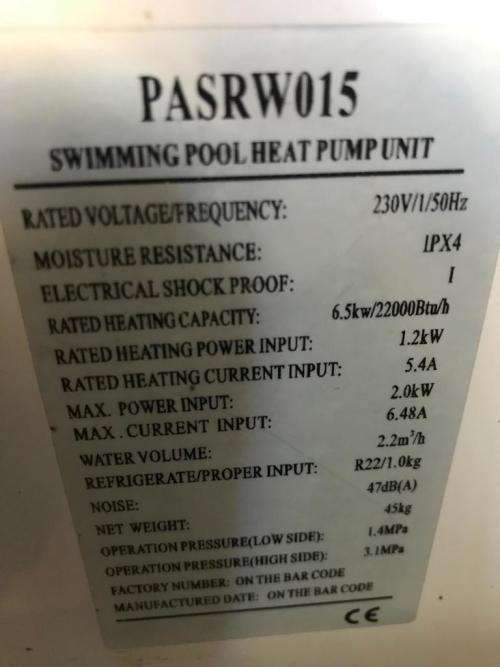 PASRW015
SWIMMING POOL HEAT PUMP UNIT
RATED VOLTAGE/FREQUENCY: 230V/1/50Hz
MOISTURE RESISTANCE: IPX4
ELECTRICAL SHOCK PROOF: I
RATED HEATING CAPACITY: 6.5kw/22000Btu/h
RATED HEATING POWER INPUT: 1.2kW
RATED HEATING CURRENT INPUT: 5.4A
MAX. POWER INPUT: 2.0kW
MAX. CURRENT INPUT: 6.48A
WATER VOLUME: 2.2m³/h
REFRIGERATE/PROPER INPUT: R22/1.0kg
NOISE: 47dB(A)
NET WEIGHT: 45kg
OPERATION PRESSURE(LOW SIDE): 1.4MPa
OPERATION PRESSURE(HIGH SIDE): 3.1MPa
FACTORY NUMBER: ON THE BAR CODE
MANUFACTURED DATE: ON THE BAR CODE
CE